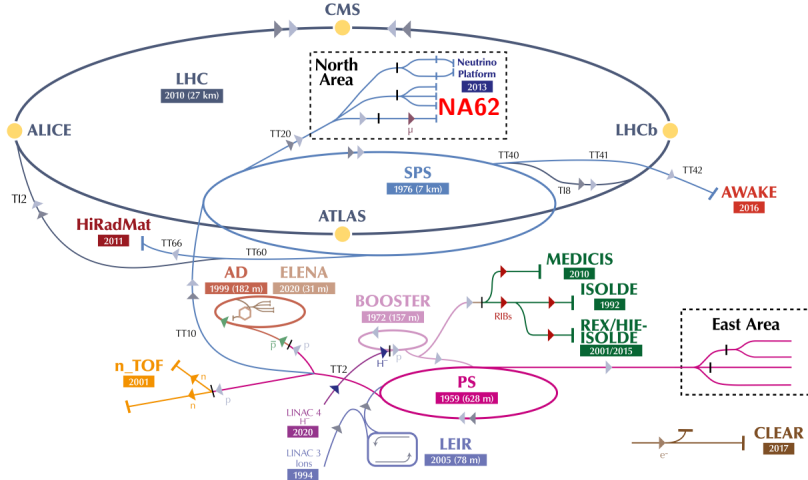 CMS
North
Area
Neutrino
Platform
2013
LHC
2010 (27 km)
NA62
μ
ALICE
LHCb
TT20
TT40
TT41
TT42
SPS
1976 (7 km)
TI8
TI2
AWAKE
2016
ATLAS
HiRadMat
2011
TT66
TT60
MEDICIS
2010
AD
1999 (182 m)
ELENA
2020 (31 m)
ISOLDE
1992
BOOSTER
1972 (157 m)
RIBs
REX/HIE-
ISOLDE
2001/2015
East Area
TT10
p̅
p
H⁻
p
n_TOF
2001
n
n
p
TT2
PS
1959 (628 m)
LINAC 4
H⁻
2020
LINAC 3
Ions
1994
LEIR
2005 (78 m)
e⁻
CLEAR
2017